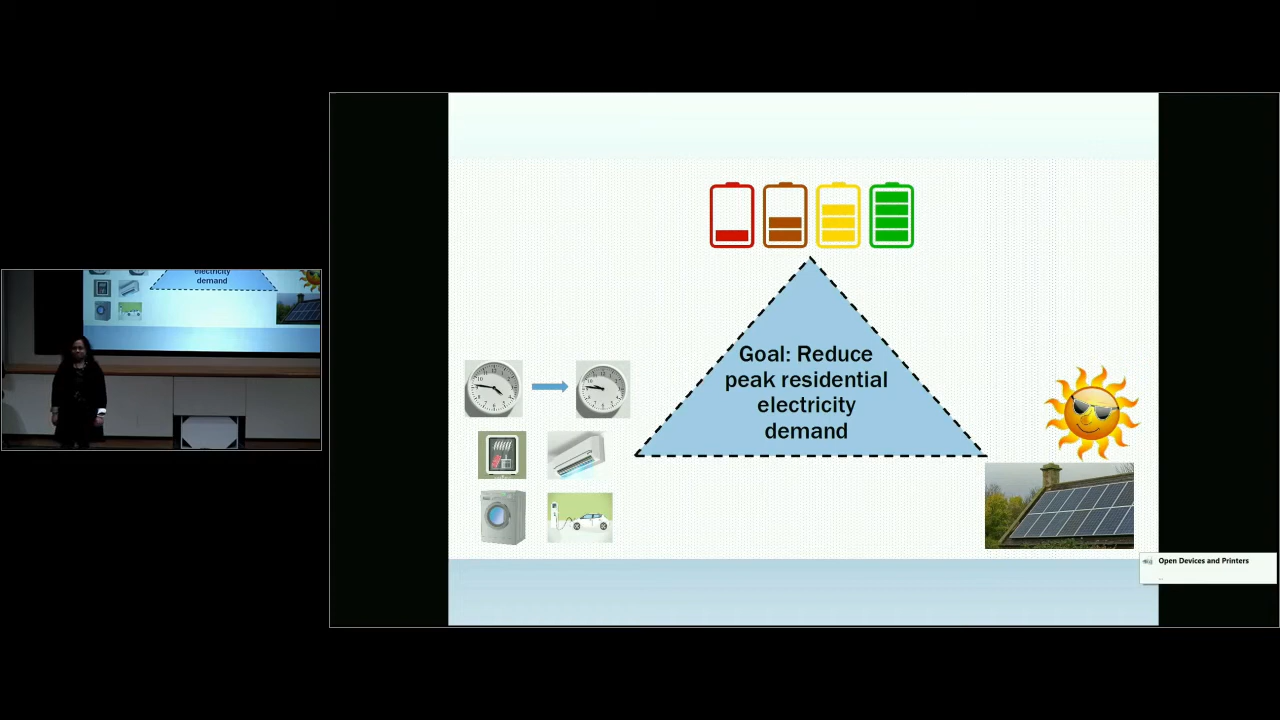 Goal: Reduce
peak residential
electricity
demand
electricity
demand
Open Devices and Printers